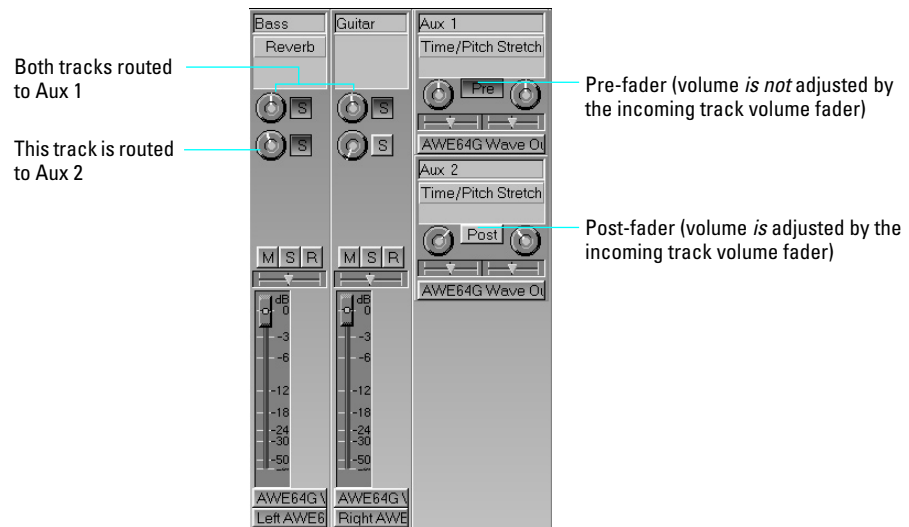 Both tracks routed
to Aux 1
This track is routed
to Aux 2
Bass
Reverb
S
S
M S R
dB
0
-3
-6
-12
-18
-24
-30
-50
AWE64G
Left AWE6
Guitar
S
S
M S R
dB
0
-3
-6
-12
-18
-24
-30
-50
AWE64G
Right AWE
Aux 1
Time/Pitch Stretch
Pre
AWE64G Wave Ou
Aux 2
Time/Pitch Stretch
Post
AWE64G Wave Ou
Pre-fader (volume is not adjusted by
the incoming track volume fader)
Post-fader (volume is adjusted by the
incoming track volume fader)